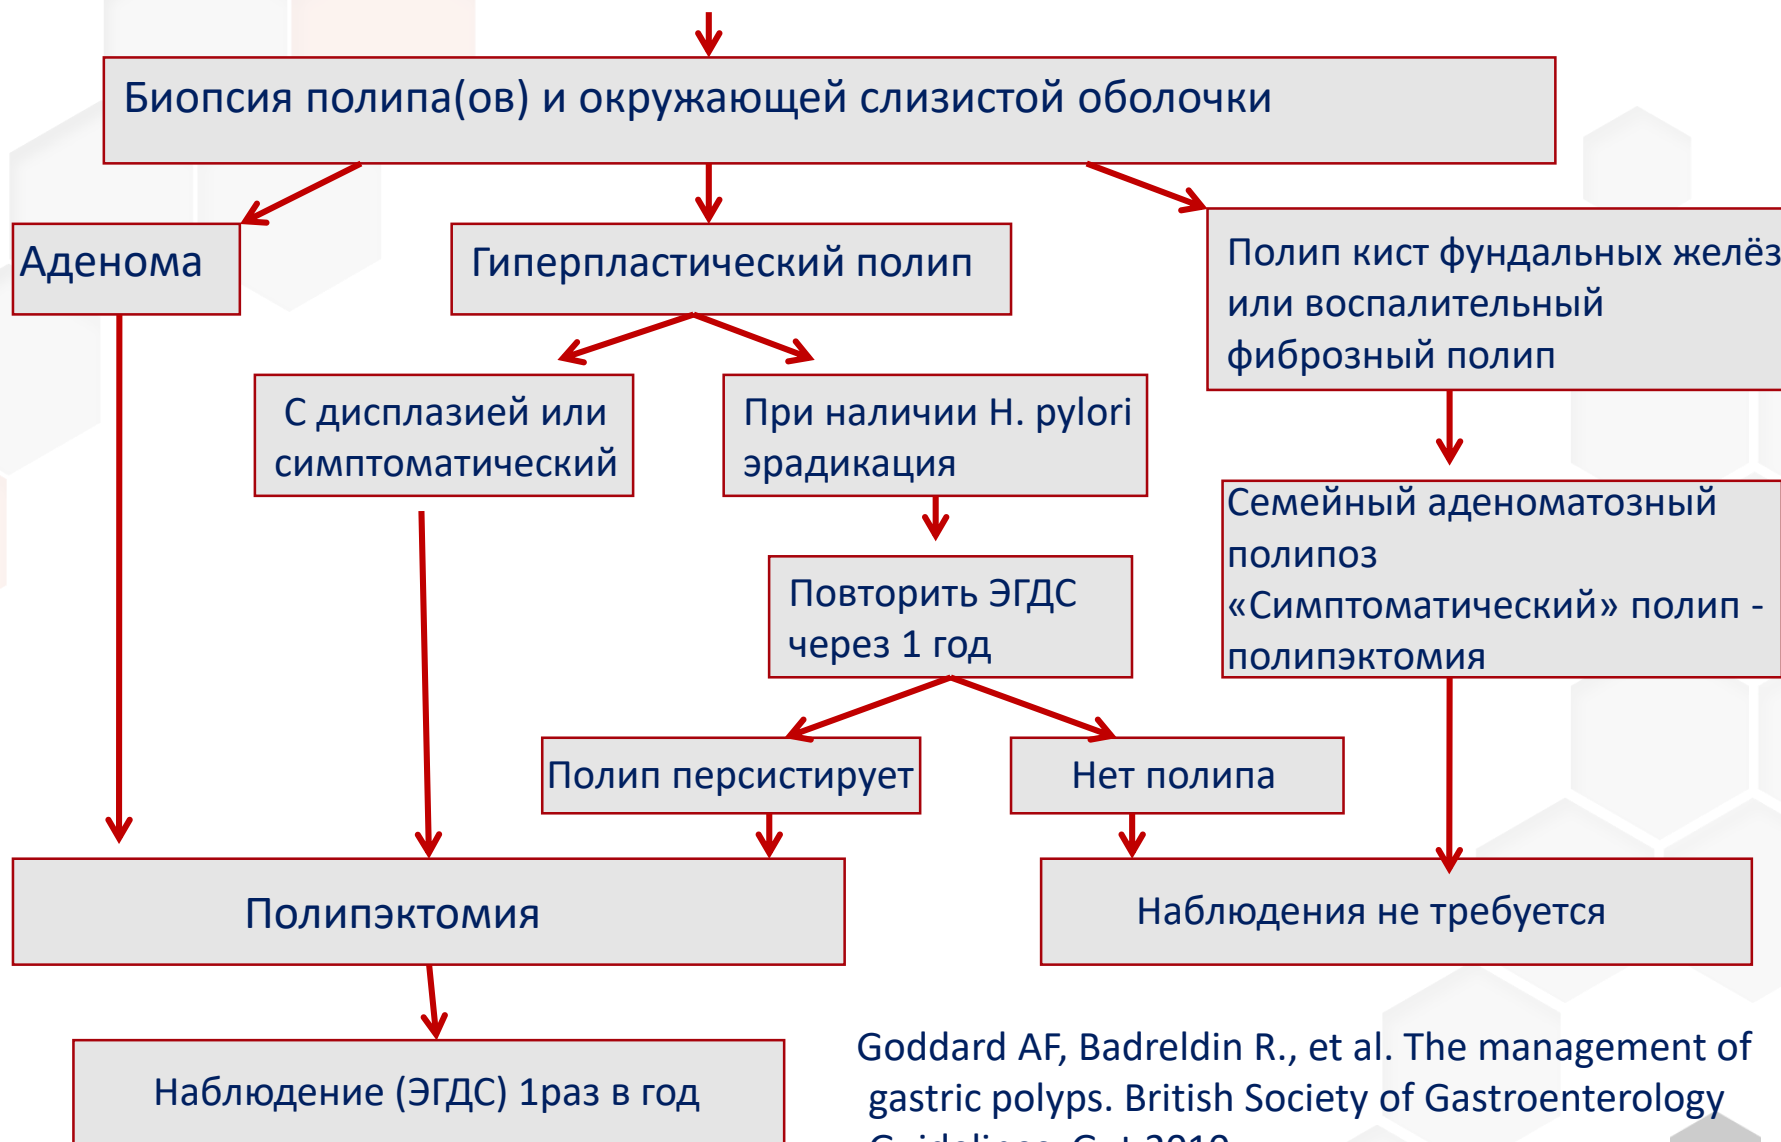 Биопсия полипа(ов) и окружающей слизистой оболочки
Аденома
Гиперпластический полип
Полип кист фундальных желёз
или воспалительный
фиброзный полип
С дисплазией или
симптоматический
При наличии H. pylori
эрадикация
Семейный аденоматозный
полипоз
«Симптоматический» полип -
полипэктомия
Повторить ЭГДС
через 1 год
Полип персистирует
Нет полипа
Полипэктомия
Наблюдения не требуется
Наблюдение (ЭГДС) 1раз в год
Goddard AF, Badreldin R., et al. The management of
gastric polyps. British Society of Gastroenterology
Guidelines. Gut 2010